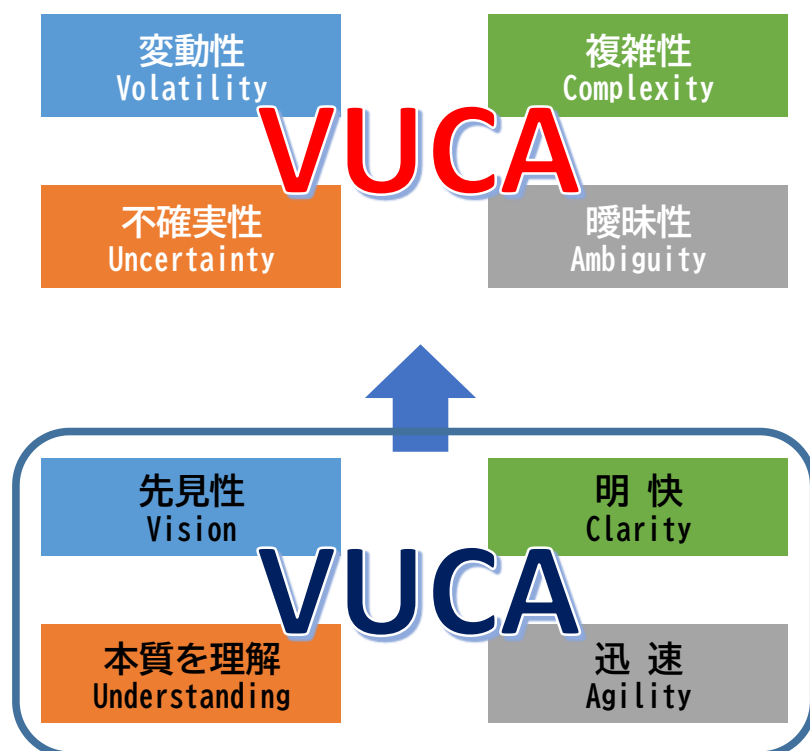 変動性
Volatility
複雑性
Complexity
VUCA
不確実性
Uncertainty
曖昧性
Ambiguity
先見性
Vision
明 快
Clarity
VUCA
本質を理解
Understanding
迅 速
Agility